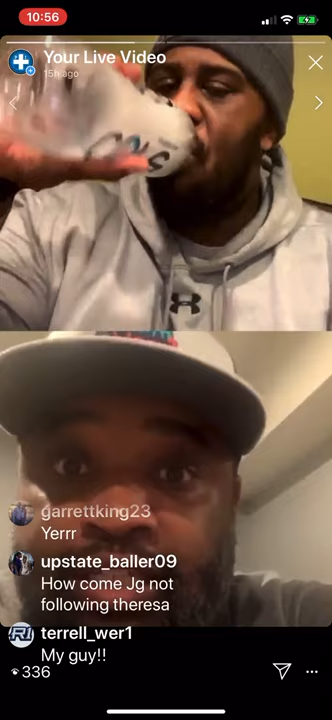 10:56
Your Live Video
15h ago
garrettking23
Yerrr
upstate_baller09
How come Jg not
following theresa
terrell_wer1
My guy!!
336